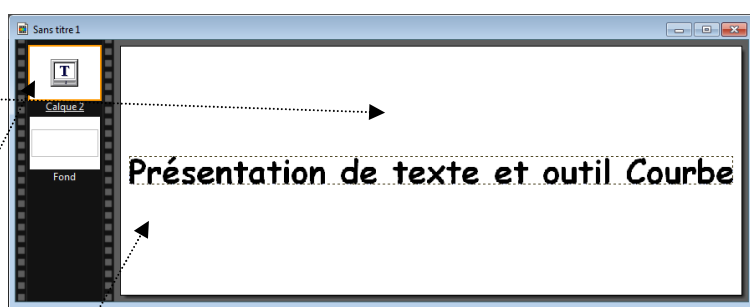 Sans titre 1
T
Calque 2
Fond
Présentation de texte et outil Courbe